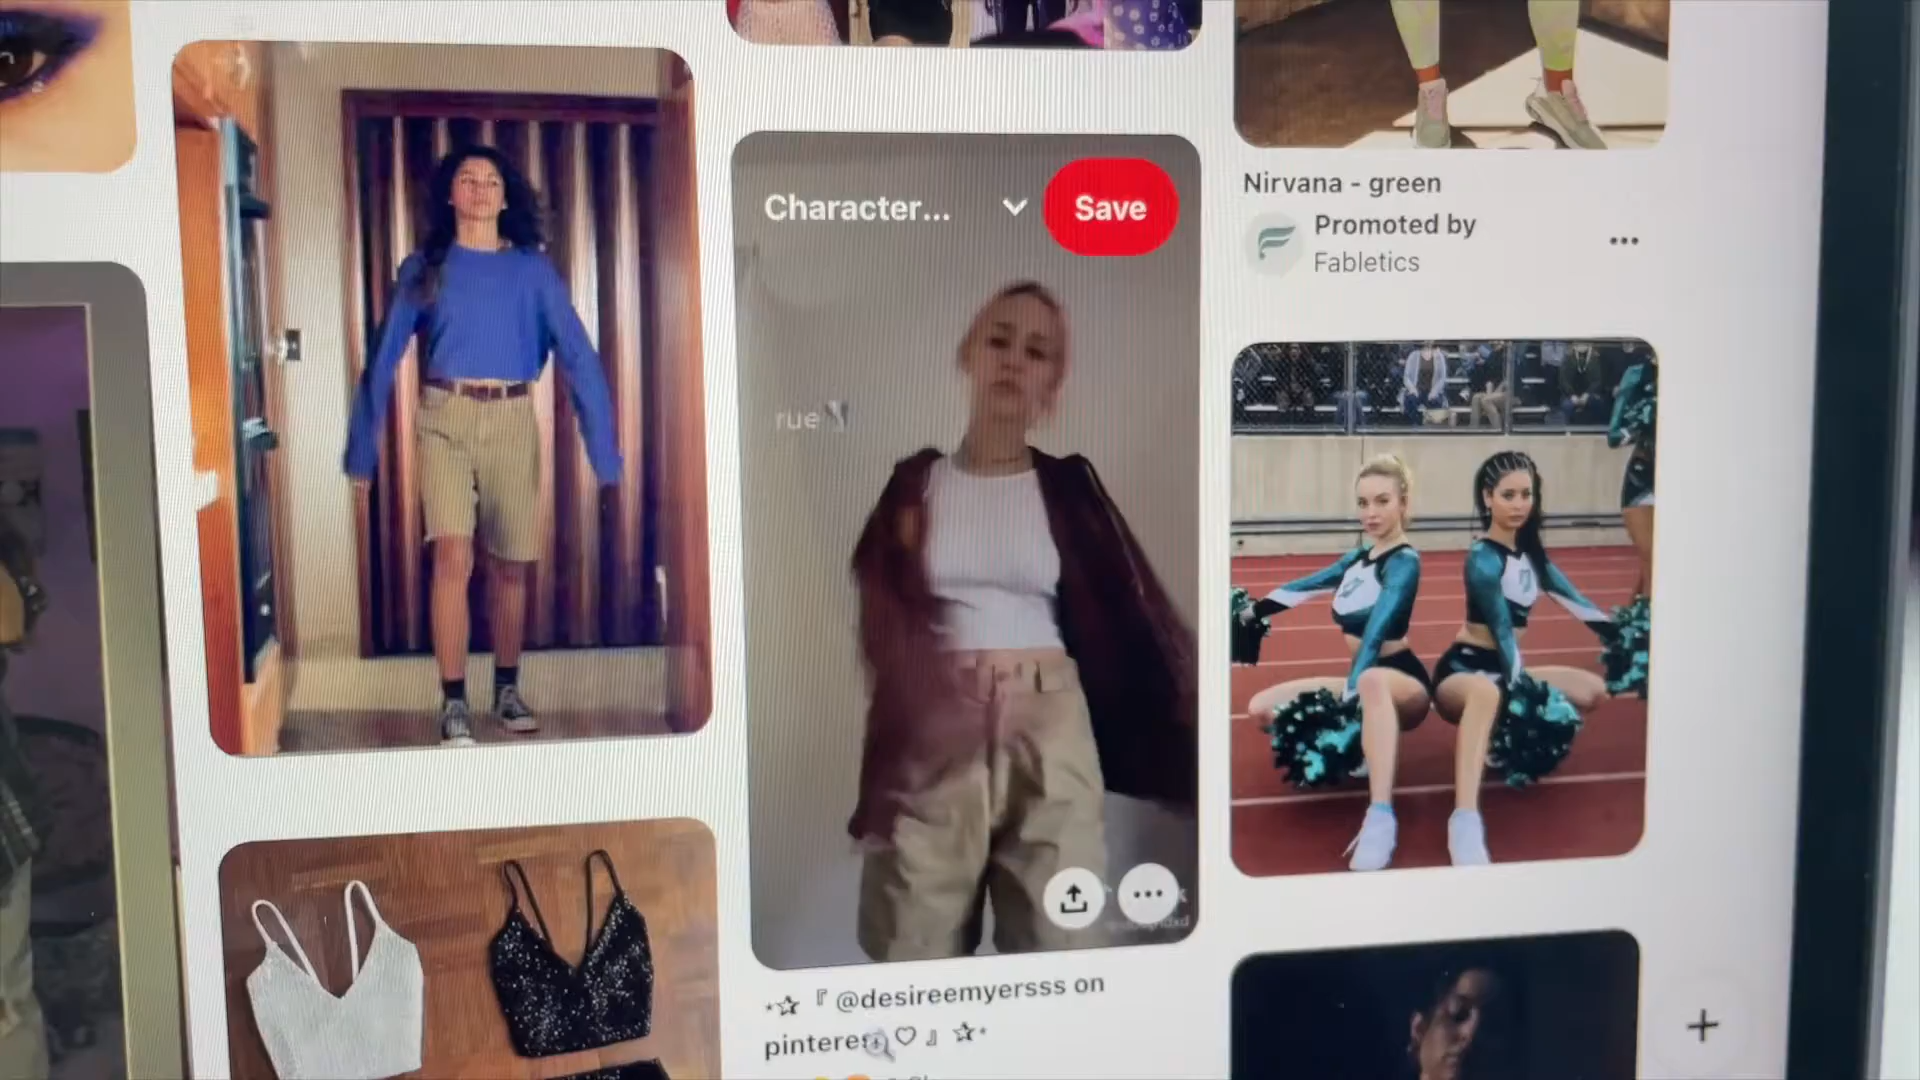 Character...
Save
rue
Nirvana - green
Promoted by
Fabletics
⋆☆『 @desireemyersss on
pinterest♡ 』☆⋆